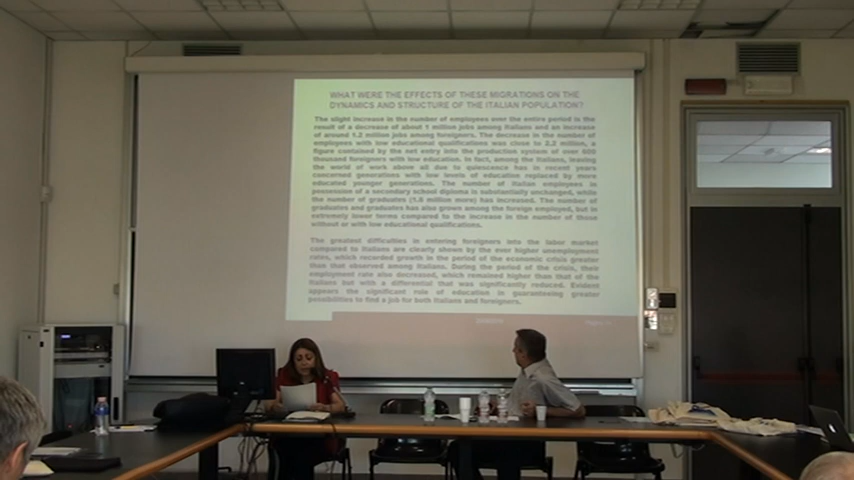 WHAT WERE THE EFFECTS OF THESE MIGRATIONS ON THE
DYNAMICS AND STRUCTURE OF THE ITALIAN POPULATION?
The slight increase in the number of employees over the entire period is the
result of a decrease of about 1 million jobs among Italians and an increase
of around 1.2 million jobs among foreigners. The decrease in the number of
employees with low educational qualifications was close to 2.2 million, a
figure contained by the net entry into the production system of over 600
thousand foreigners with low education. In fact, among the Italians, leaving
the world of work above all due to quiescence has in recent years
concerned generations with low levels of education replaced by more
educated younger generations. The number of Italian employees in
possession of a secondary school diploma is substantially unchanged, while
the number of graduates (1.6 million more) has increased. The number of
graduates and graduates has also grown among the foreign employed, but in
extremely lower terms compared to the increase in the number of those
without or with low educational qualifications.
The greatest difficulties in entering foreigners into the labor market
compared to Italians are clearly shown by the ever higher unemployment
rates, which recorded growth in the period of the economic crisis greater
than that observed among Italians. During the period of the crisis, their
employment rate also decreased, which remained higher than that of the
Italians but with a differential that was significantly reduced. Evident
appears the significant role of education in guaranteeing greater
possibilities to find a job for both Italians and foreigners.